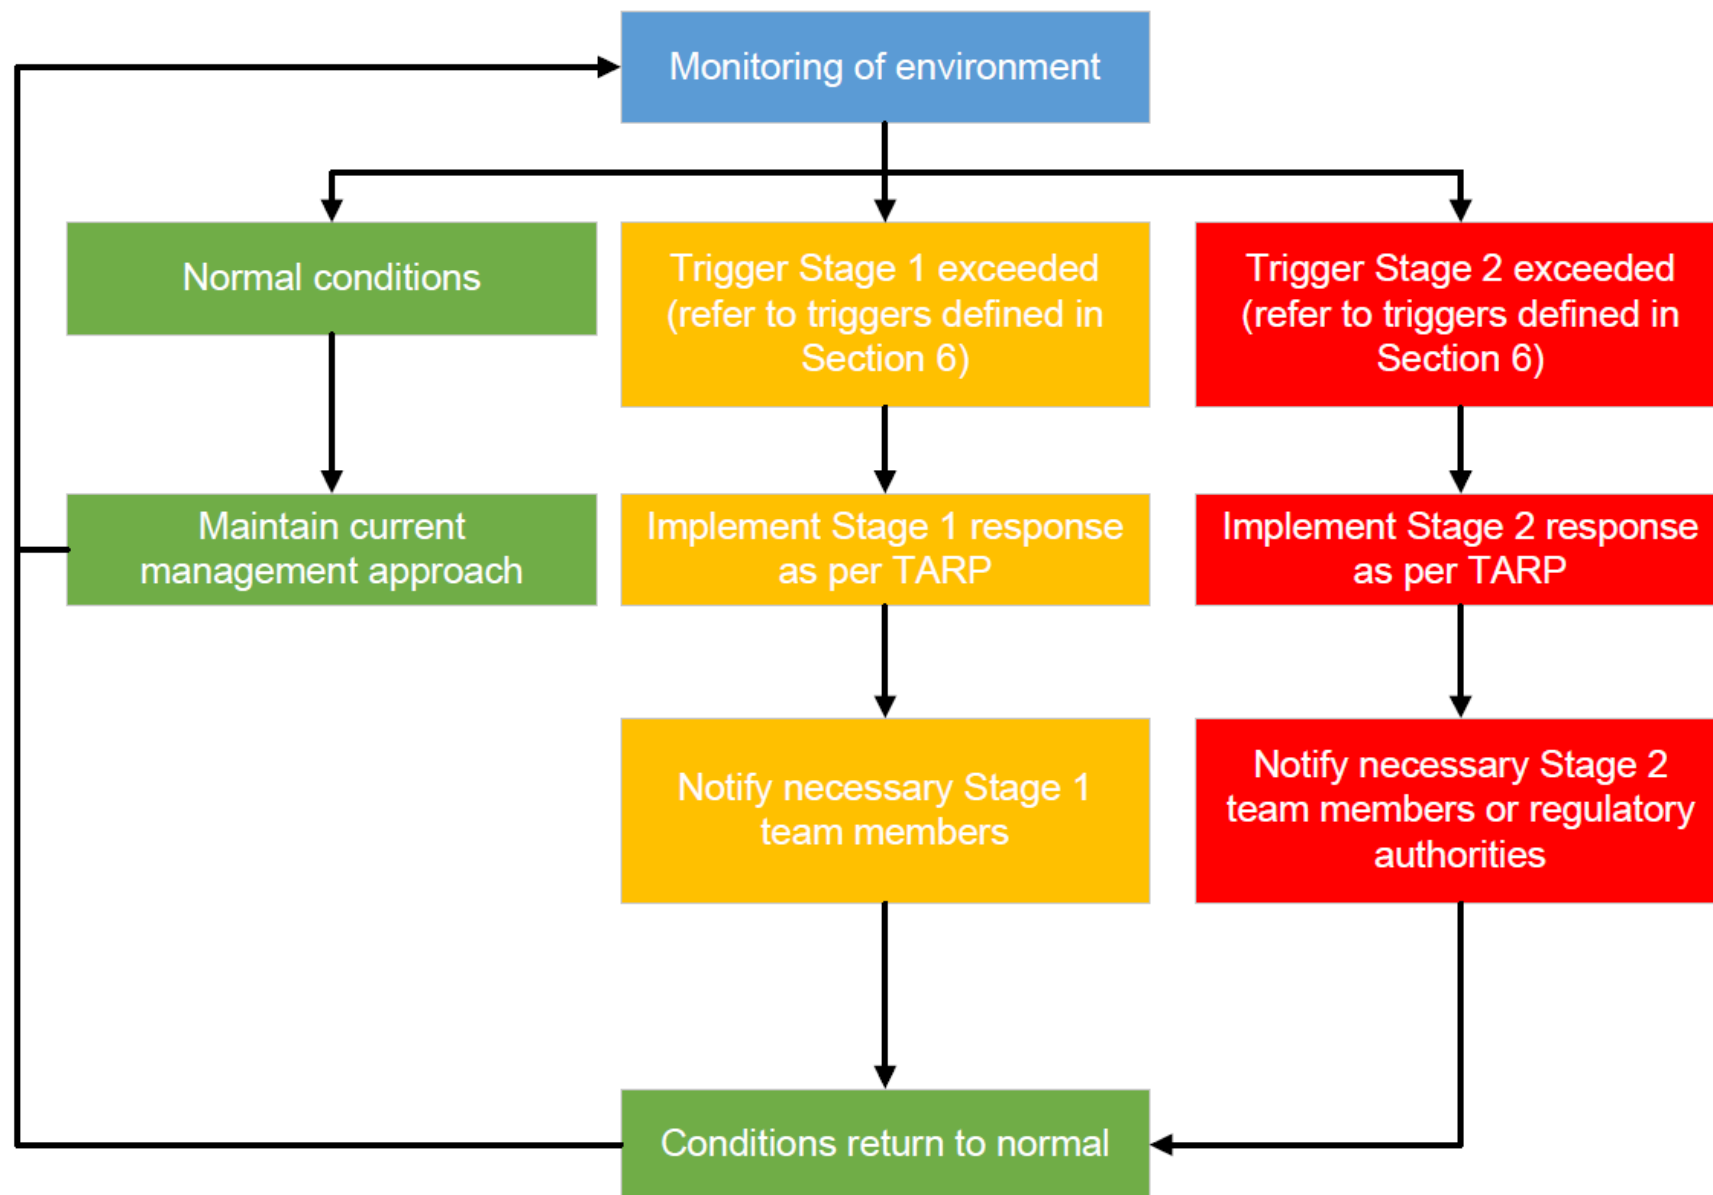 Monitoring of environment
Normal conditions
Trigger Stage 1 exceeded
(refer to triggers defined in
Section 6)
Trigger Stage 2 exceeded
(refer to triggers defined in
Section 6)
Maintain current
management approach
Implement Stage 1 response
as per TARP
Implement Stage 2 response
as per TARP
Notify necessary Stage 1
team members
Notify necessary Stage 2
team members or regulatory
authorities
Conditions return to normal